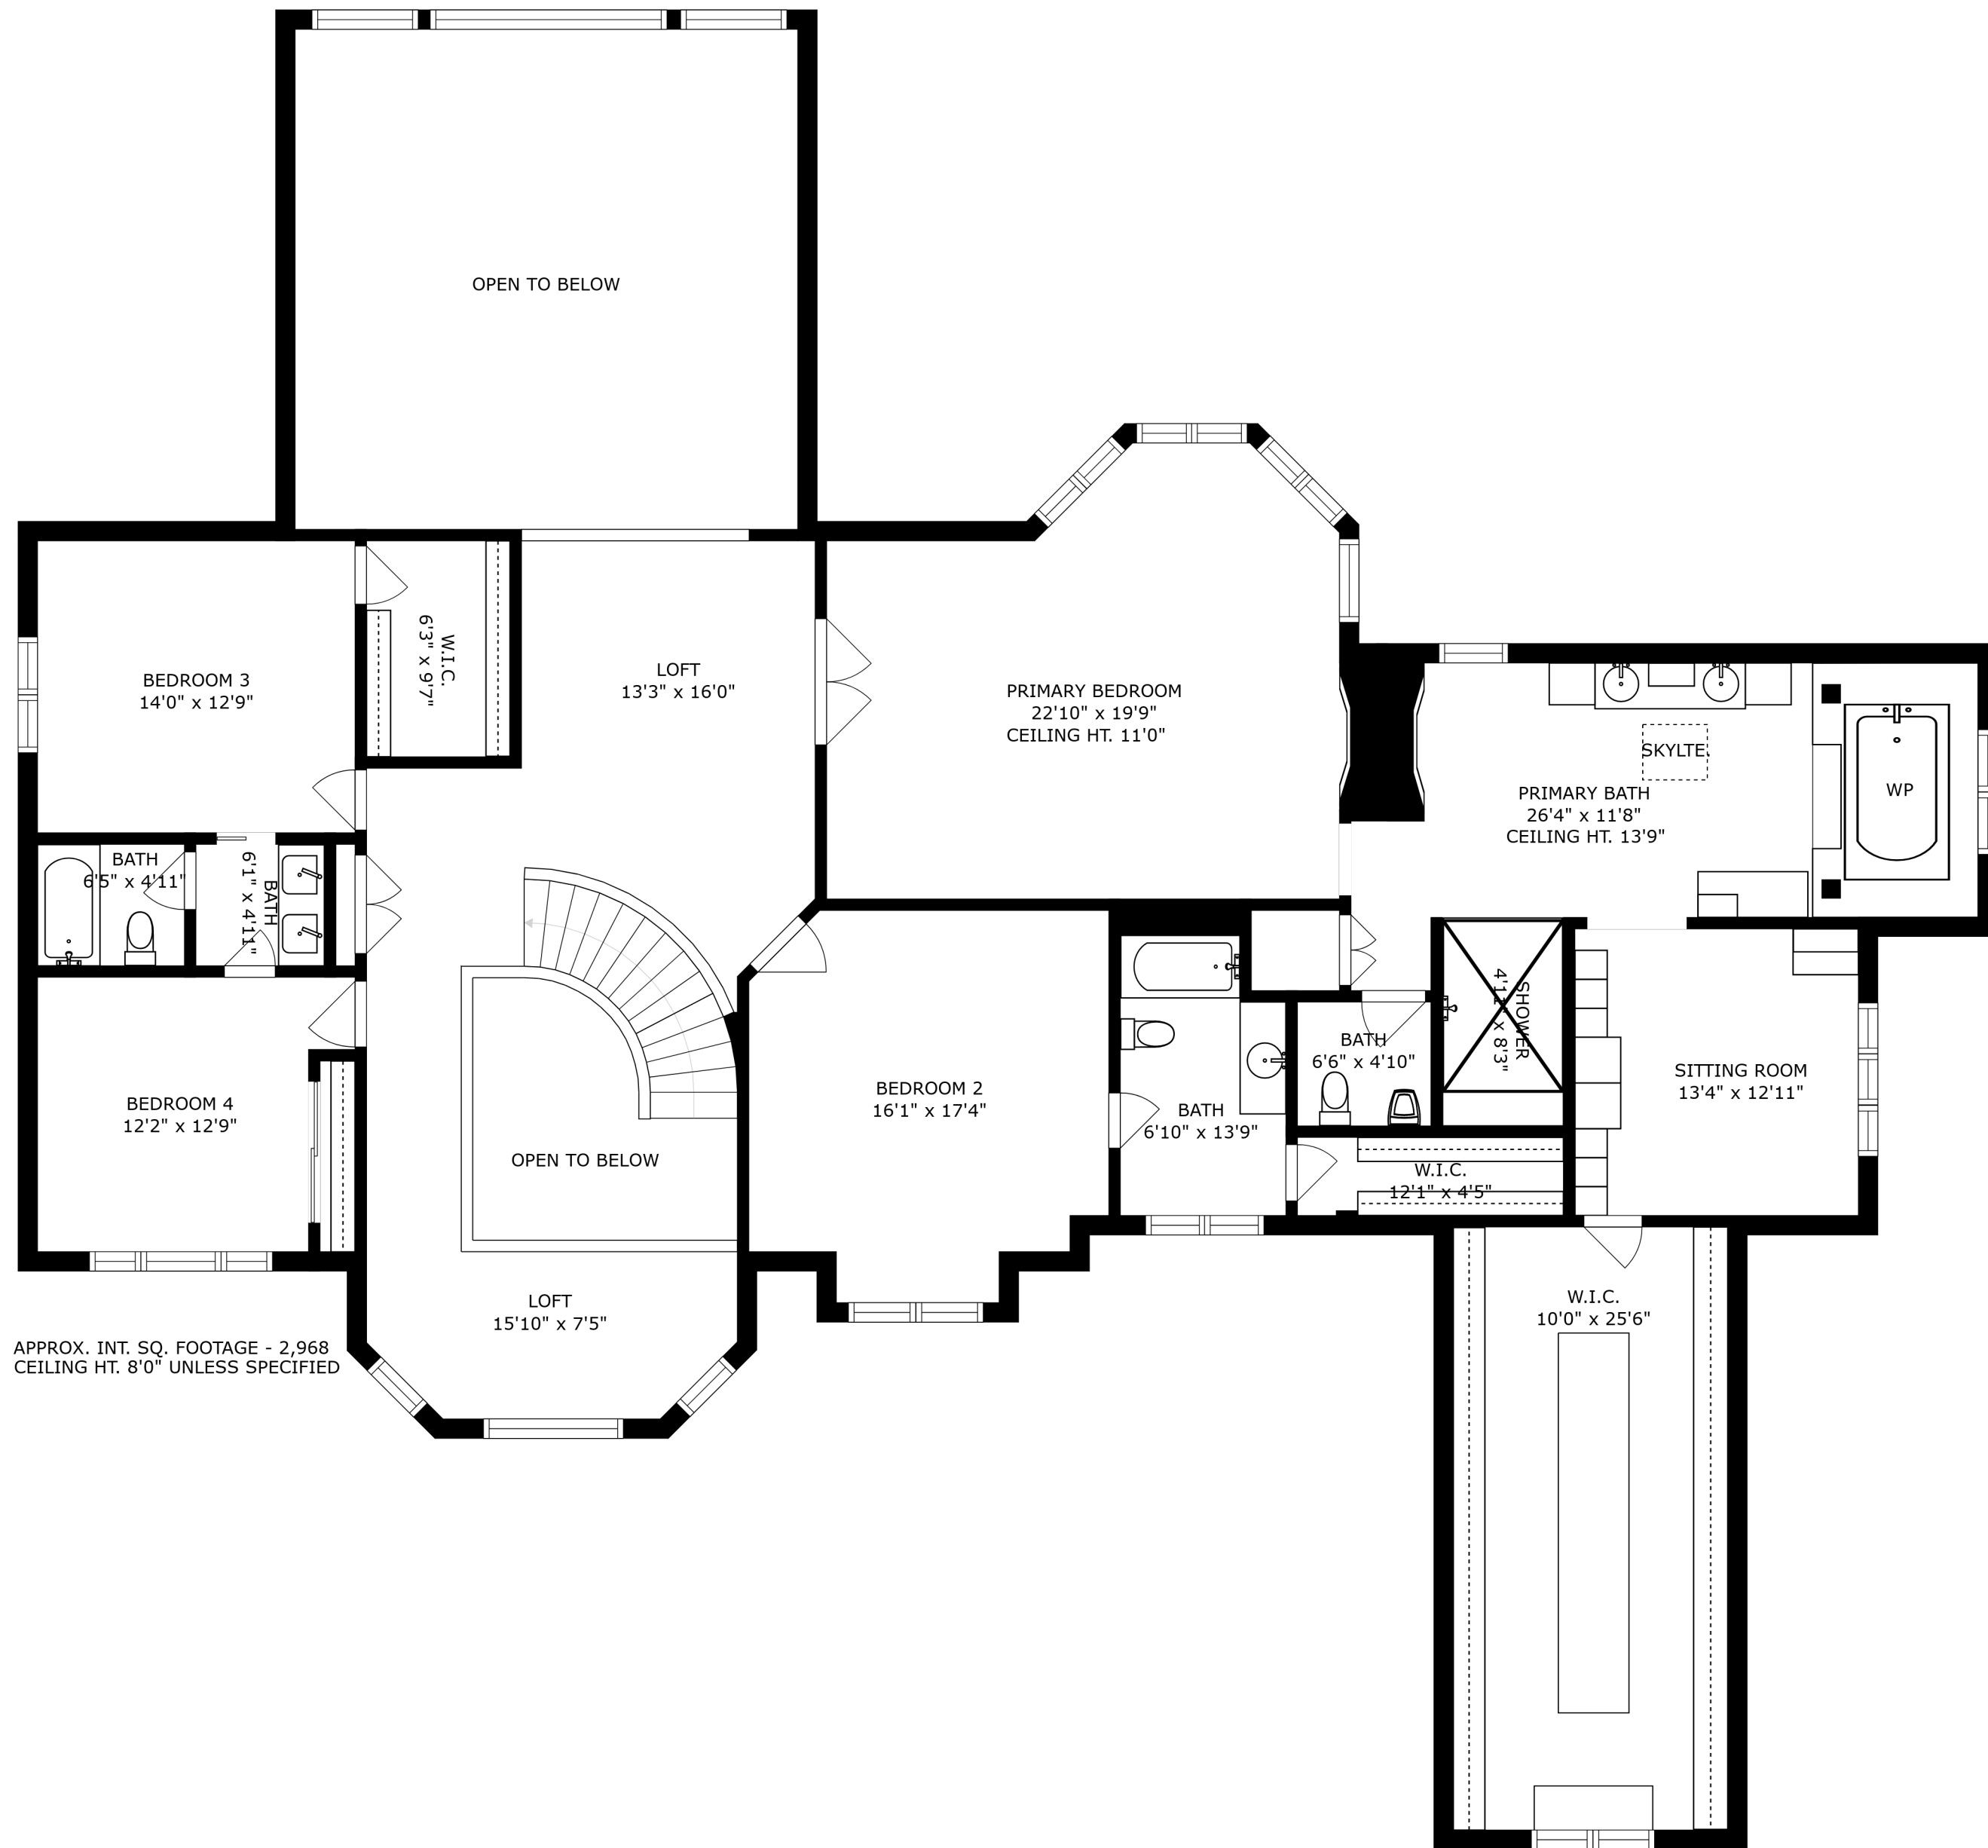 OPEN TO BELOW
BEDROOM 3
14'0" x 12'9"
W.I.C.
6'3" x 9'7"
LOFT
13'3" x 16'0"
PRIMARY BEDROOM
22'10" x 19'9"
CEILING HT. 11'0"
SKYLTE.
WP
PRIMARY BATH
26'4" x 11'8"
CEILING HT. 13'9"
BATH
6'5" x 4'11"
BATH
6'1" x 4'11"
SHOWER
8'3"
BATH
6'6" x 4'10"
SITTING ROOM
13'4" x 12'11"
BEDROOM 4
12'2" x 12'9"
BEDROOM 2
16'1" x 17'4"
BATH
6'10" x 13'9"
OPEN TO BELOW
W.I.C.
12'1" x 4'5"
LOFT
15'10" x 7'5"
W.I.C.
10'0" x 25'6"
APPROX. INT. SQ. FOOTAGE - 2,968
CEILING HT. 8'0" UNLESS SPECIFIED